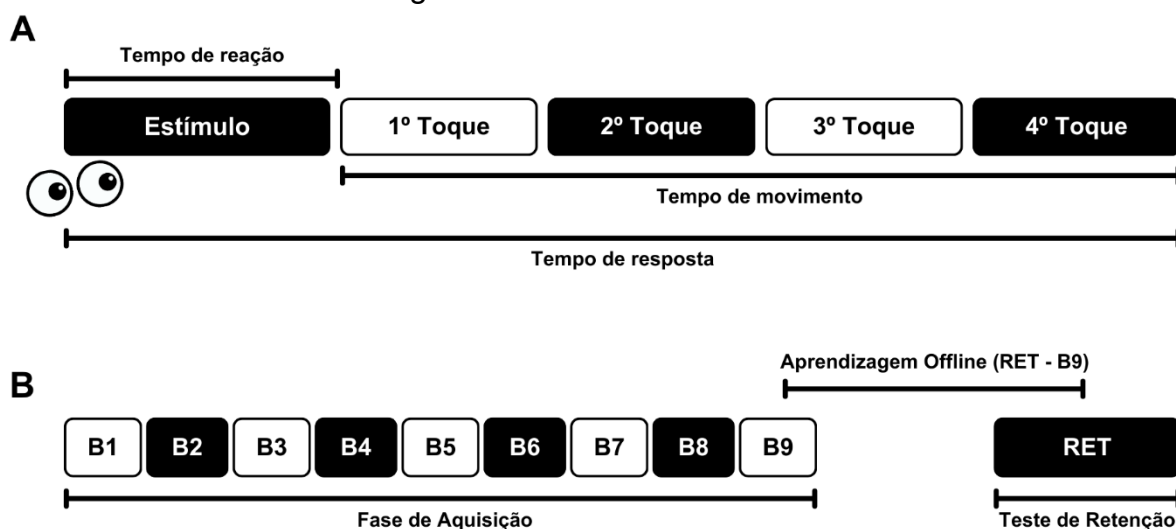 A
Tempo de reação
Estímulo 1º Toque 2º Toque 3º Toque 4º Toque
Tempo de movimento
Tempo de resposta
Aprendizagem Offline (RET - B9)
B
B1 B2 B3 B4 B5 B6 B7 B8 B9 RET
Fase de Aquisição Teste de Retenção